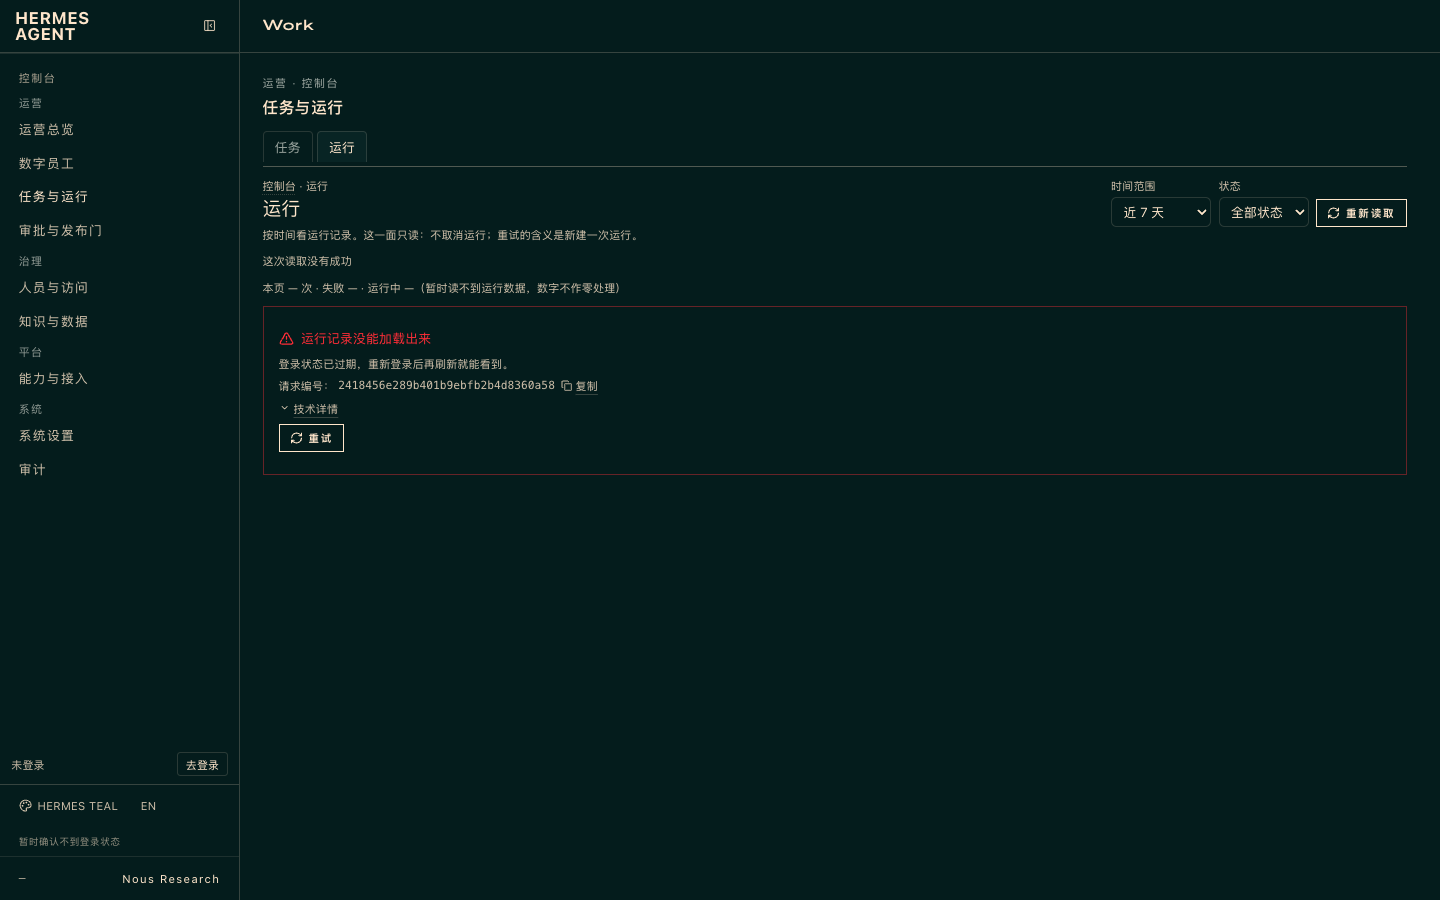 HERMES
AGENT
Work
控制台
运营
运营总览
数字员工
任务与运行
审批与发布门
治理
人员与访问
知识与数据
平台
能力与接入
系统
系统设置
审计
未登录
去登录
HERMES TEAL
EN
暂时确认不到登录状态
—
Nous Research
运营 · 控制台
任务与运行
任务
运行
控制台 · 运行
运行
按时间看运行记录。这一面只读：不取消运行；重试的含义是新建一次运行。
时间范围
近 7 天
状态
全部状态
重新读取
这次读取没有成功
本页 — 次 · 失败 — · 运行中 —（暂时读不到运行数据，数字不作零处理）
运行记录没能加载出来
登录状态已过期，重新登录后再刷新就能看到。
请求编号： 2418456e289b401b9ebfb2b4d8360a58 复制
技术详情
重试